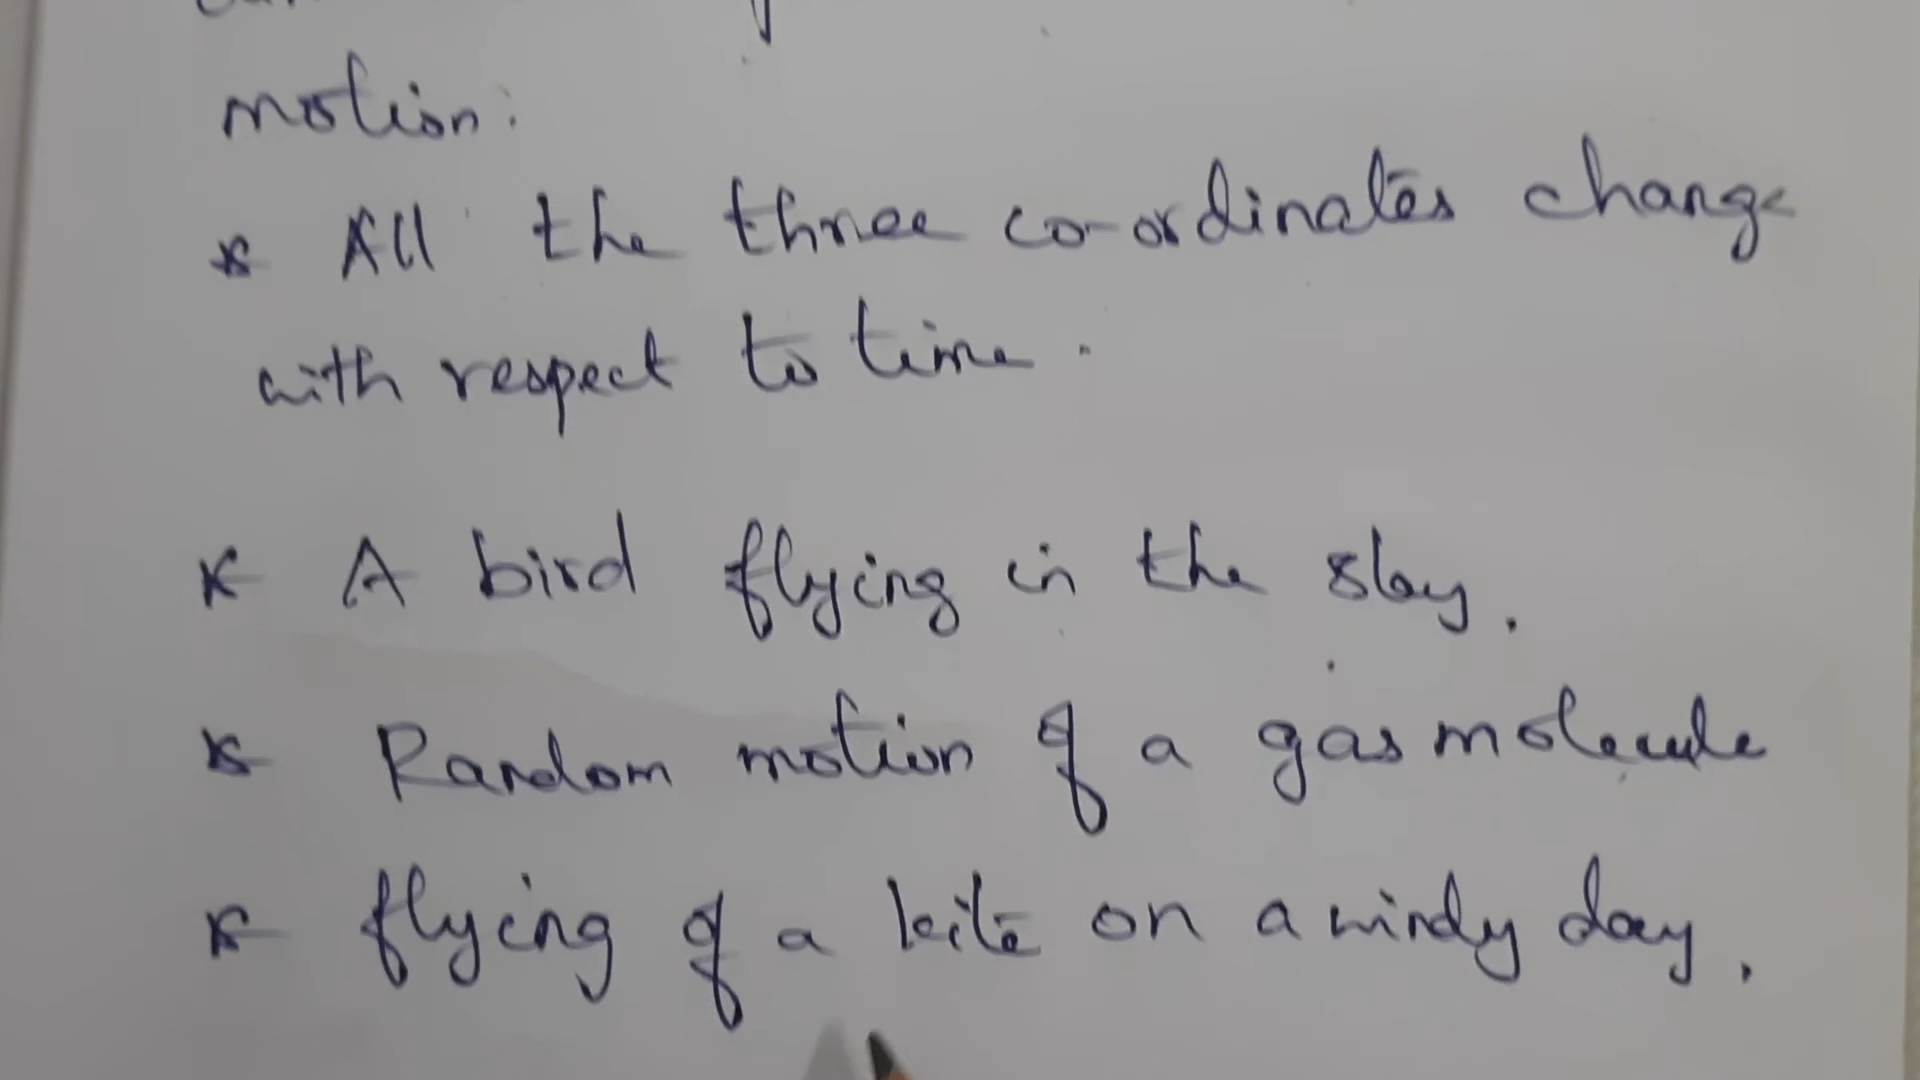 motion:
* All the three co-ordinates change
with respect to time.
* A bird flying in the sky.
* Random motion of a gas molecule
* flying of a kite on a windy day.